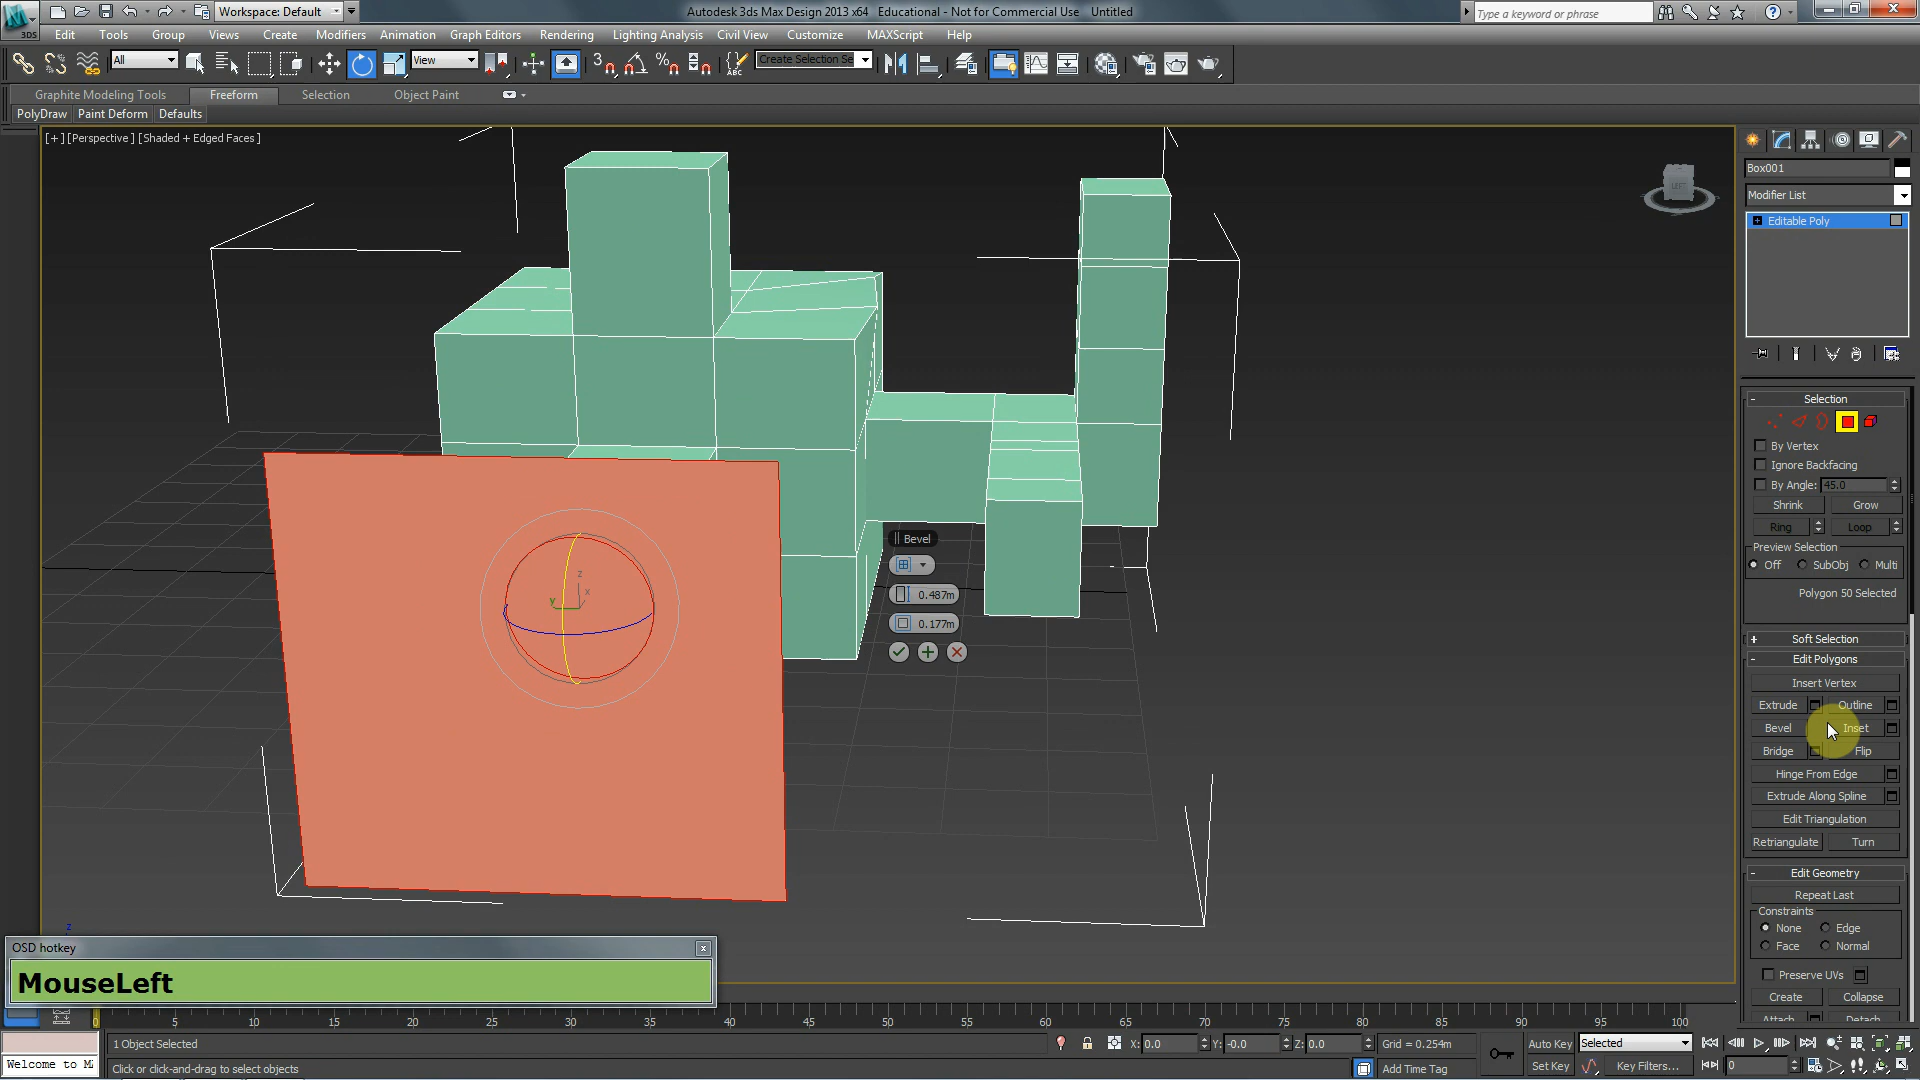 Workspace: Default
Autodesk 3ds Max Design 2013 x64 Educational - Not for Commercial Use Untitled
Type a keyword or phrase
3DS
Edit Tools Group Views Create Modifiers Animation Graph Editors Rendering Lighting Analysis Civil View Customize MAXScript Help
All
View
Create Selection Se
Graphite Modeling Tools Freeform Selection Object Paint
PolyDraw Paint Deform Defaults
[+][Perspective][Shaded + Edged Faces]
Box001
Modifier List
Editable Poly
Selection
By Vertex
Ignore Backfacing
By Angle: 45.0
Shrink Grow
Ring Loop
Preview Selection
Off SubObj Multi
Polygon 50 Selected
Soft Selection
Edit Polygons
Insert Vertex
Extrude Outline
Bevel Inset
Bridge Flip
Hinge From Edge
Extrude Along Spline
Edit Triangulation
Retriangulate Turn
Edit Geometry
Repeat Last
Constraints
None Edge
Face Normal
Preserve UVs
Create Collapse
Attach Detach
Bevel
0.487m
0.177m
z
x
y
z
OSD hotkey
MouseLeft
5 10 15 20 25 30 35 40 45 50 55 60 65 70 75 80 85 90 95 100
1 Object Selected
X: 0.0 Y: -0.0 Z: 0.0 Grid = 0.254m
Auto Key Selected
Welcome to M
Click or click-and-drag to select objects
Add Time Tag
Set Key Key Filters... 0